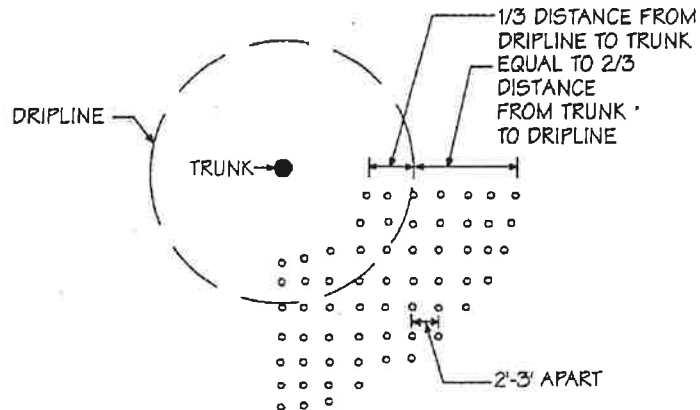 1/3 DISTANCE FROM
DRIPLINE TO TRUNK
EQUAL TO 2/3
DISTANCE
FROM TRUNK
TO DRIPLINE
DRIPLINE
TRUNK
2'-3' APART